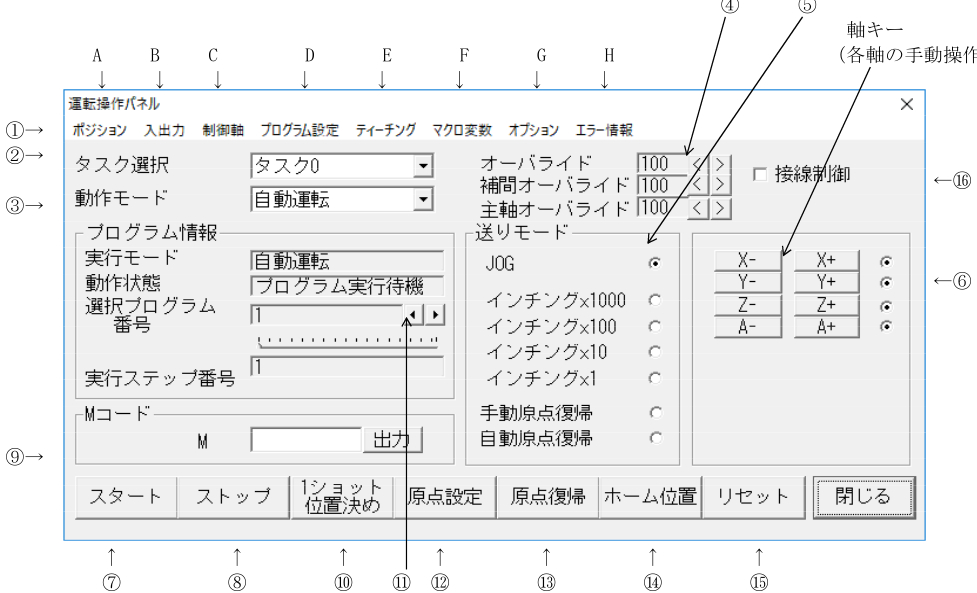 ④ ⑤
軸キー
(各軸の手動操作
A B C D E F G H
運転操作パネル ×
①→ ポジション 入出力 制御軸 プログラム設定 ティーチング マクロ変数 オプション エラー情報
②→ タスク選択 タスク0 オーバライド 100 < >
接線制御 ←⑯
補間オーバライド 100 < >
③→ 動作モード 自動運転 主軸オーバライド 100 < >
プログラム情報 送りモード
実行モード 自動運転 JOG X- X+
動作状態 プログラム実行待機 Y- Y+ ←⑥
選択プログラム 1 インチング×1000 Z- Z+
番号 インチング×100 A- A+
インチング×10
実行ステップ番号 1 インチング×1
Mコード 手動原点復帰
⑨→ M 出力 自動原点復帰
スタート ストップ 1ショット
位置決め 原点設定 原点復帰 ホーム位置 リセット 閉じる
⑦ ⑧ ⑩ ⑪ ⑫ ⑬ ⑭ ⑮